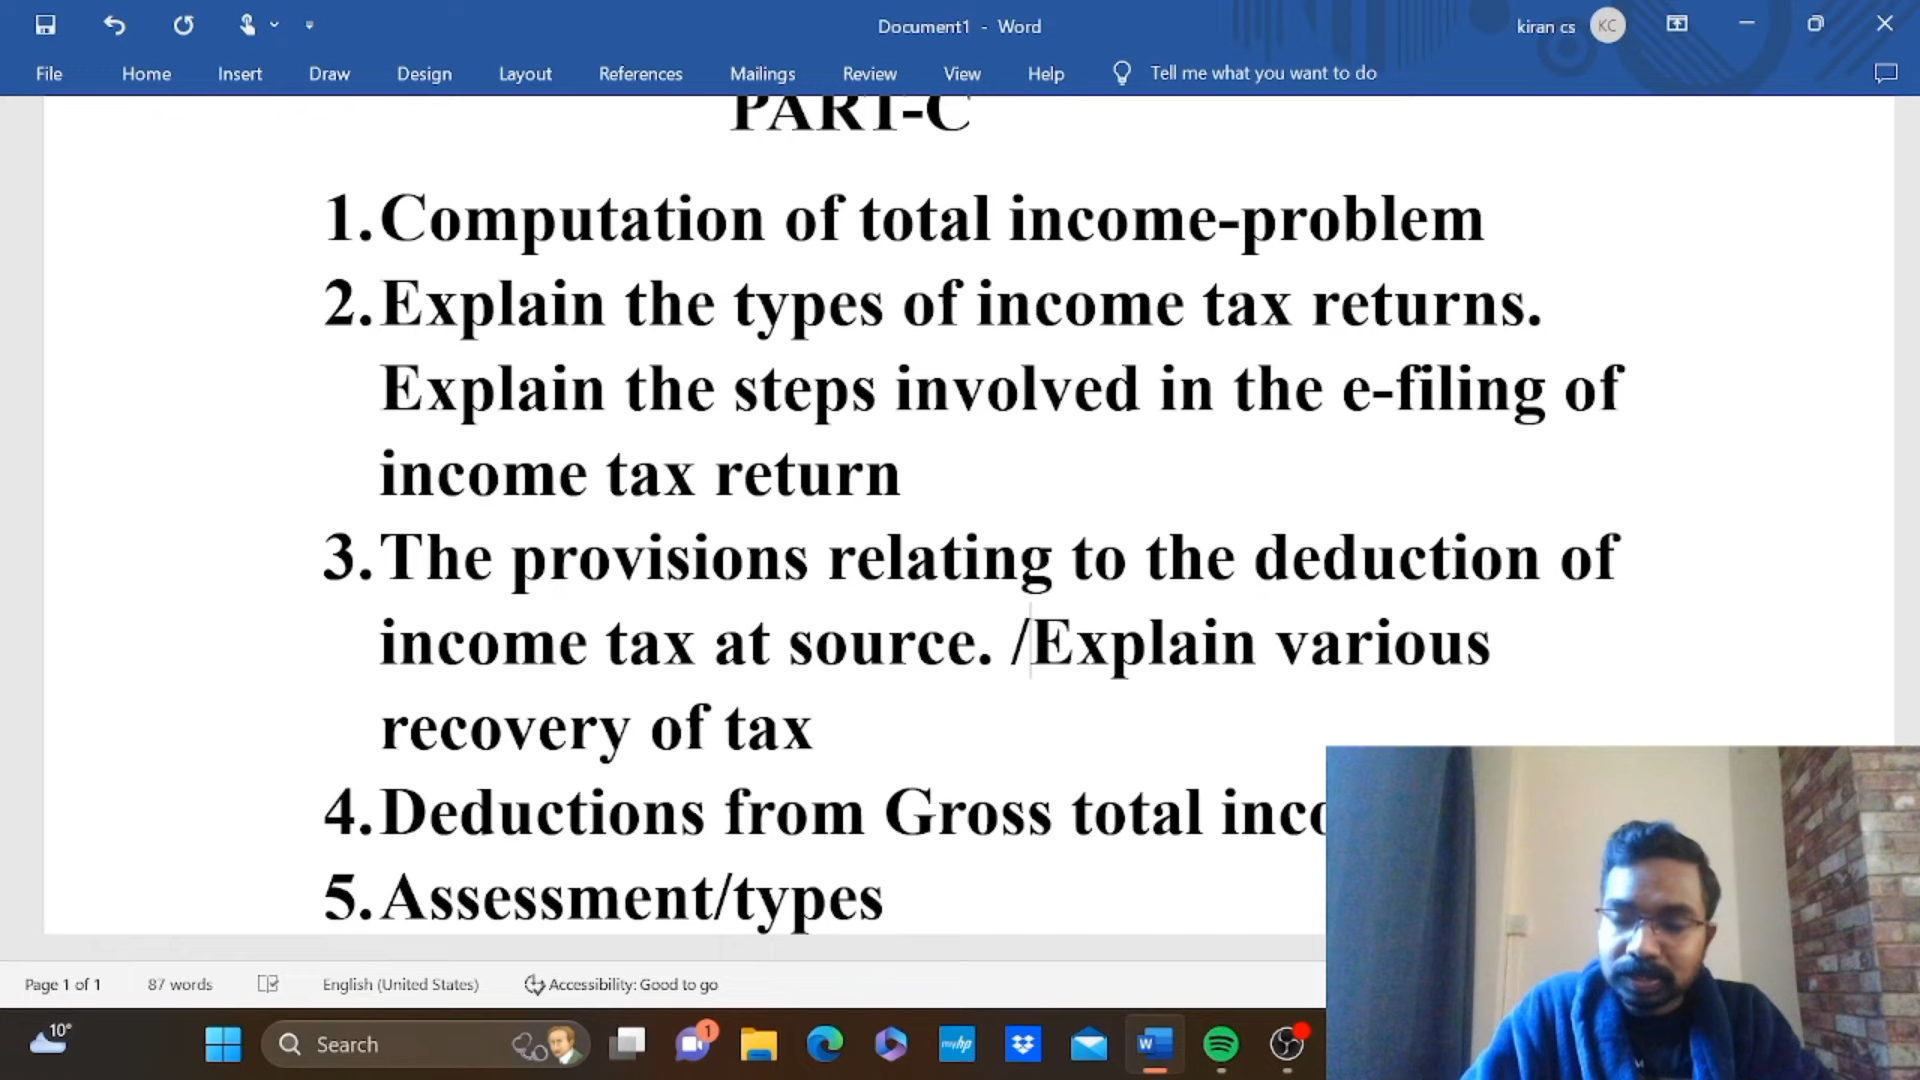 Document1 - Word
kiran cs
KC
File Home Insert Draw Design Layout References Mailings Review View Help Tell me what you want to do
PART-C
1.Computation of total income-problem
2.Explain the types of income tax returns.
Explain the steps involved in the e-filing of
income tax return
3.The provisions relating to the deduction of
income tax at source. /Explain various
recovery of tax
4.Deductions from Gross total inco
5.Assessment/types
Page 1 of 1 87 words English (United States) Accessibility: Good to go
10°
Search
1
myhp
W